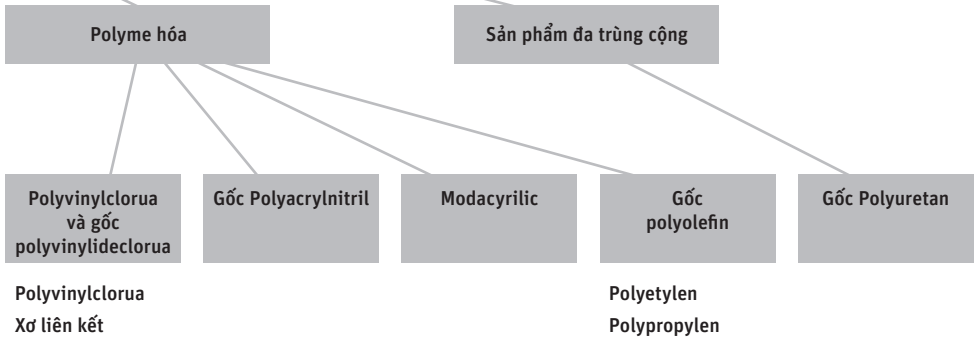 Polyme hóa
Sản phẩm đa trùng cộng
Polyvinylclorua
và gốc
polyvinylideclorua
Gốc Polyacrylnitril
Modacyrilic
Gốc
polyolefin
Gốc Polyuretan
Polyvinylclorua
Xơ liên kết
Polyetylen
Polypropylen